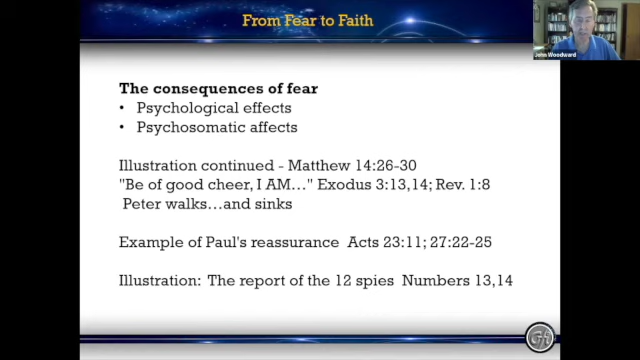 From Fear to Faith
John Woodward
The consequences of fear
• Psychological effects
• Psychosomatic affects
Illustration continued - Matthew 14:26-30
"Be of good cheer, I AM…" Exodus 3:13,14; Rev. 1:8
Peter walks…and sinks
Example of Paul's reassurance Acts 23:11; 27:22-25
Illustration: The report of the 12 spies Numbers 13,14